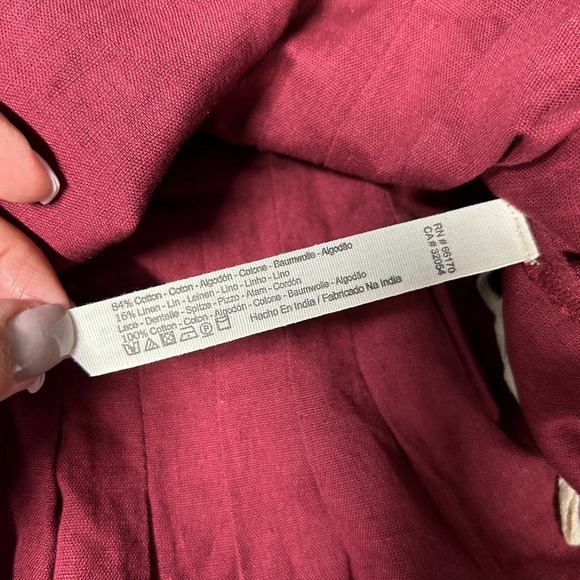 84% Cotton - Coton - Algodón - Cotone - Baumwolle - Algodão
16% Linen - Lin - Leinen - Lino - Linho - Lino
Lace - Dentelle - Spitze - Pizzo - Atam - Cordón
100% Cotton - Coton - Algodón - Cotone - Baumwolle - Algodão
Hecho En India / Fabricado Na India
RN # 66170
CA # 32054